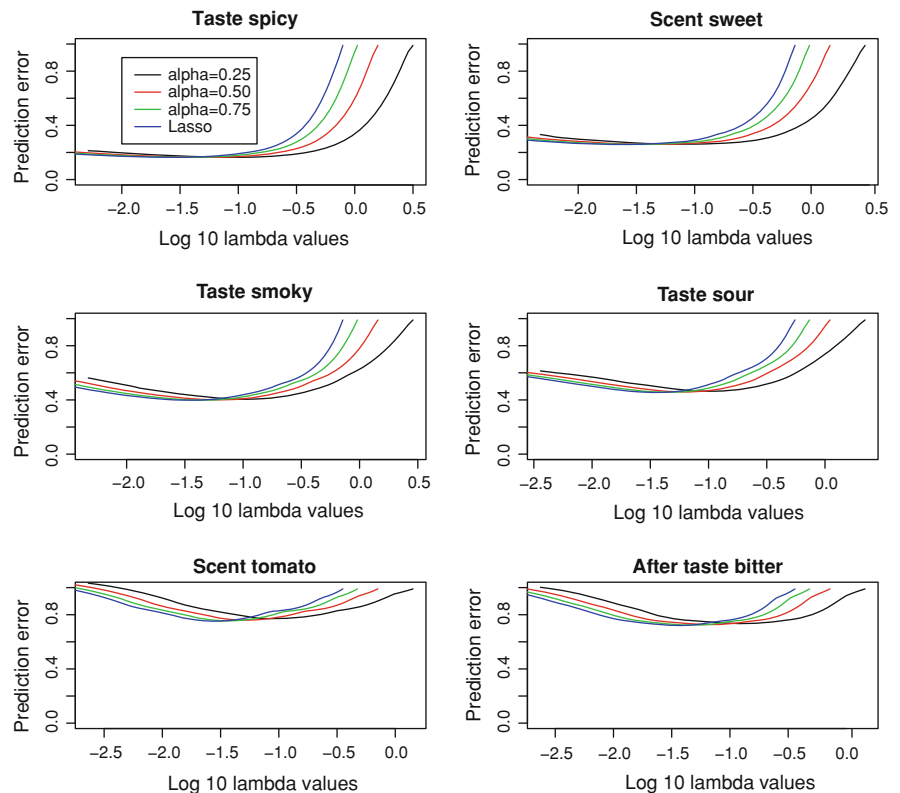 Taste spicy
Prediction error
0.0 0.4 0.8
alpha=0.25
alpha=0.50
alpha=0.75
Lasso
−2.0 −1.5 −1.0 −0.5 0.0 0.5
Log 10 lambda values
Scent sweet
Prediction error
0.0 0.4 0.8
−2.0 −1.5 −1.0 −0.5 0.0 0.5
Log 10 lambda values
Taste smoky
Prediction error
0.0 0.4 0.8
−2.0 −1.5 −1.0 −0.5 0.0 0.5
Log 10 lambda values
Taste sour
Prediction error
0.0 0.4 0.8
−2.5 −2.0 −1.5 −1.0 −0.5 0.0
Log 10 lambda values
Scent tomato
Prediction error
0.0 0.4 0.8
−2.5 −2.0 −1.5 −1.0 −0.5 0.0
Log 10 lambda values
After taste bitter
Prediction error
0.0 0.4 0.8
−2.5 −2.0 −1.5 −1.0 −0.5 0.0
Log 10 lambda values